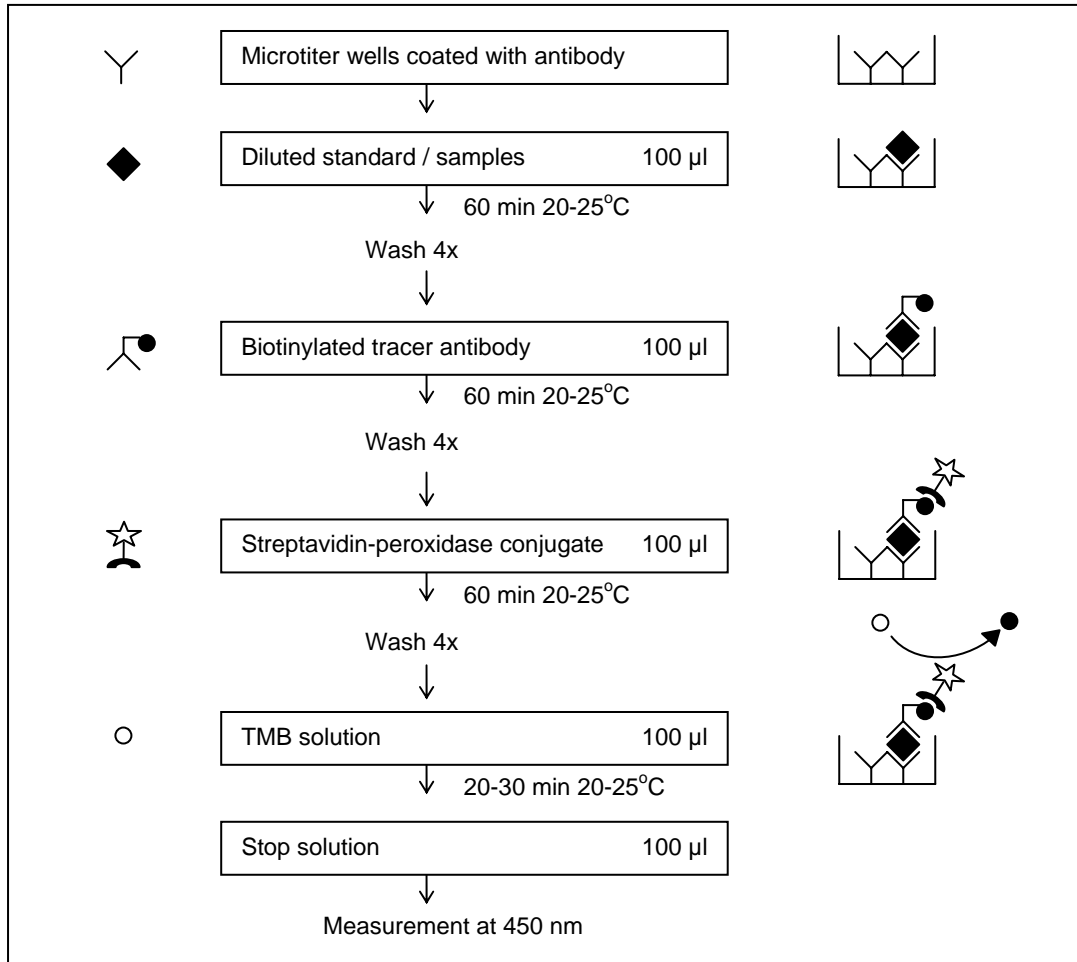 Microtiter wells coated with antibody
Diluted standard / samples 100 µl
60 min 20-25°C
Wash 4x
Biotinylated tracer antibody 100 µl
60 min 20-25°C
Wash 4x
Streptavidin-peroxidase conjugate 100 µl
60 min 20-25°C
Wash 4x
TMB solution 100 µl
20-30 min 20-25°C
Stop solution 100 µl
Measurement at 450 nm